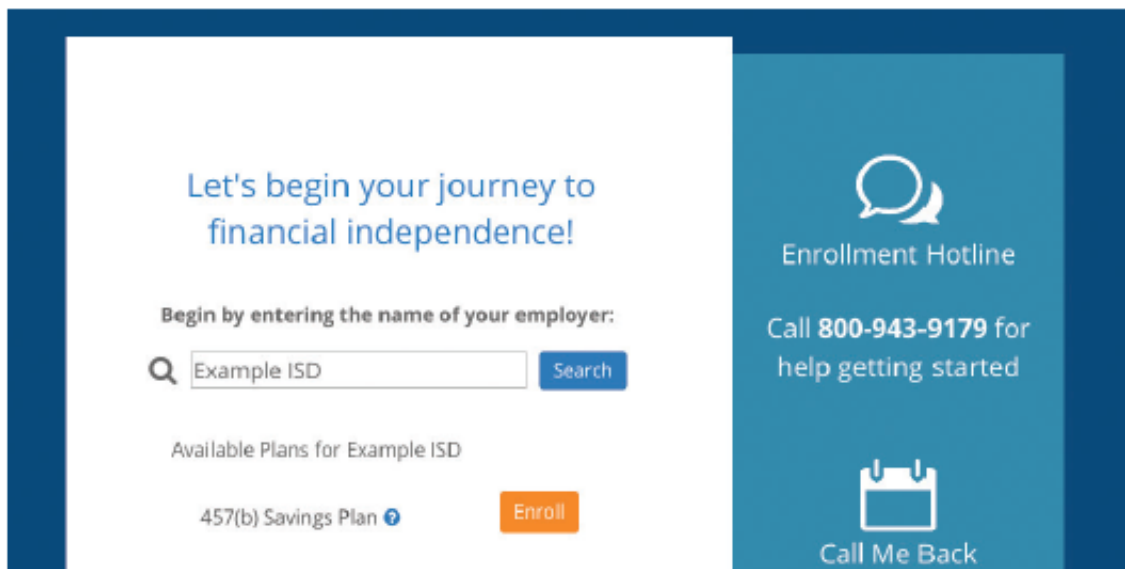 Let's begin your journey to
financial independence!
Begin by entering the name of your employer:
Example ISD
Search
Available Plans for Example ISD
457(b) Savings Plan ?
Enroll
Enrollment Hotline
Call 800-943-9179 for
help getting started
Call Me Back